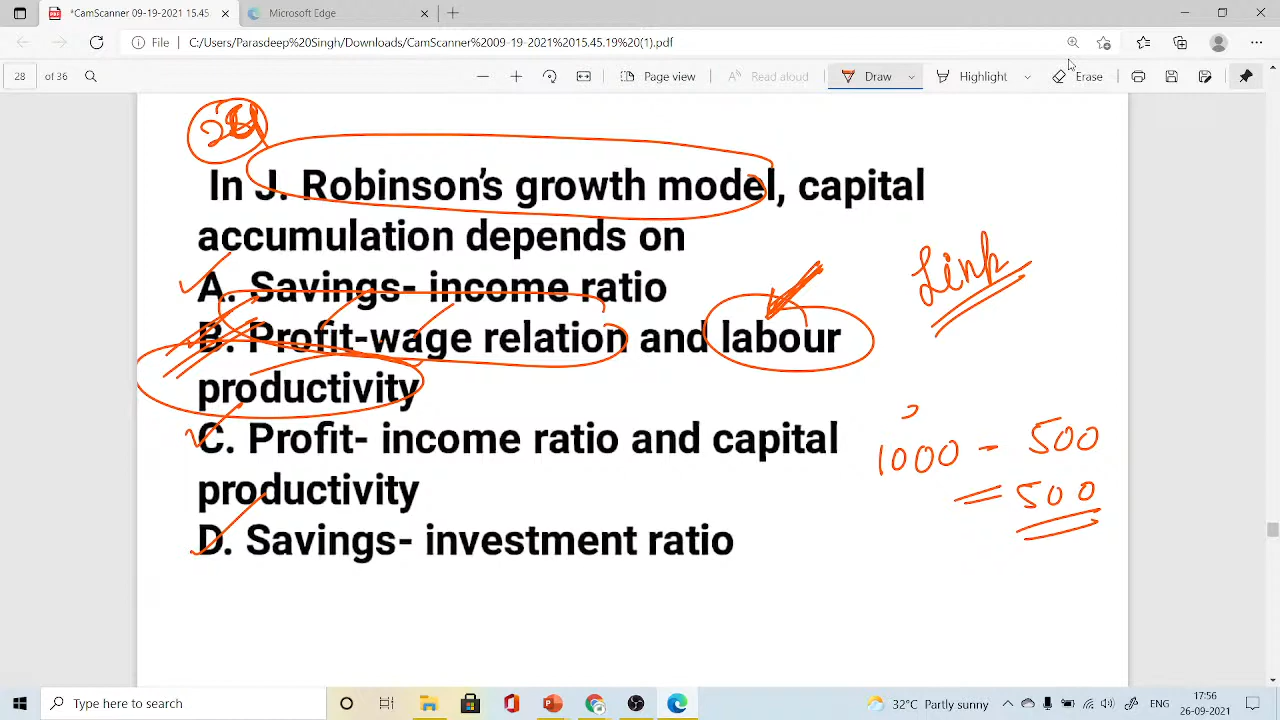 *CamScanner 09-19-2021 15.45
Microsoft Edge
File
C:/Users/Parasdeep%20Singh/Downloads/CamScanner%2009-19-2021%2015.45.19%20(1).pdf
28 of 36
Page view
Read aloud
Draw
Highlight
Erase
In J. Robinson's growth model, capital
accumulation depends on
A. Savings- income ratio
B. Profit-wage relation and labour
productivity
C. Profit- income ratio and capital
productivity
D. Savings- investment ratio
Link
1000 - 500
= 500
Type here to search
32°C Partly sunny
ENG
17:56
26-09-2021